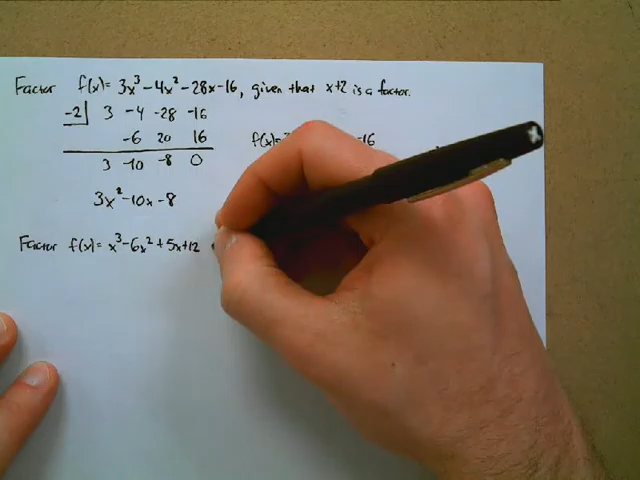 Factor f(x)= 3x³-4x²-28x-16, given that x+2 is a factor.
-2| 3 -4 -28 -16
-6 20 16 f(x)= -16
3 -10 -8 0
3x²-10x-8
Factor f(x)= x³-6x²+5x+12